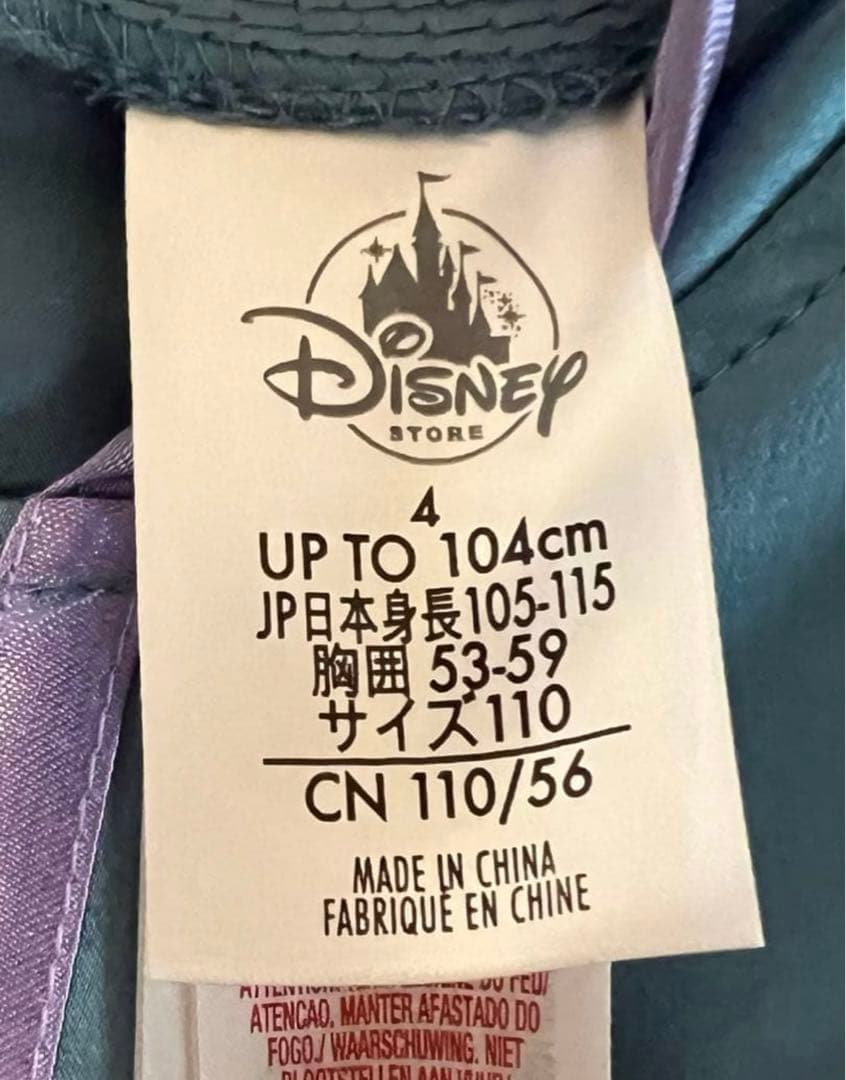 DISNEY
STORE
4
UP TO 104cm
JP日本身長105-115
胸囲 53-59
サイズ110
CN 110/56
MADE IN CHINA
FABRIQUÉ EN CHINE
DU FEU/
ATENCAO. MANTER AFASTADO DO
FOGO./ WAARSCHUWING. NIET